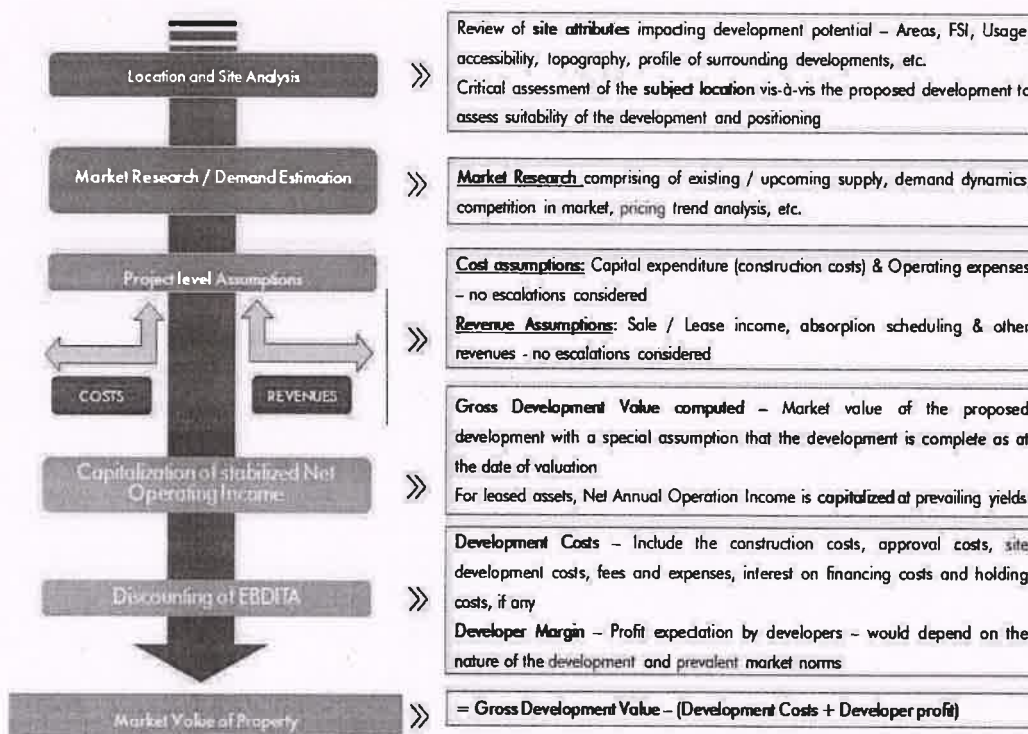 Location and Site Analysis
Review of site attributes impacting development potential – Areas, FSI, Usage
accessibility, topography, profile of surrounding developments, etc.
Critical assessment of the subject location vis-à-vis the proposed development to
assess suitability of the development and positioning
Market Research / Demand Estimation
Market Research comprising of existing / upcoming supply, demand dynamics,
competition in market, pricing trend analysis, etc.
Project level Assumptions
COSTS
REVENUES
Cost assumptions: Capital expenditure (construction costs) & Operating expenses
– no escalations considered
Revenue Assumptions: Sale / Lease income, absorption scheduling & other
revenues - no escalations considered
Capitalization of stabilized Net
Operating Income
Gross Development Value computed – Market value of the proposed
development with a special assumption that the development is complete as at
the date of valuation
For leased assets, Net Annual Operation Income is capitalized at prevailing yields
Discounting of EBDITA
Development Costs – Include the construction costs, approval costs, site
development costs, fees and expenses, interest on financing costs and holding
costs, if any
Developer Margin – Profit expectation by developers – would depend on the
nature of the development and prevalent market norms
Market Value of Property
= Gross Development Value – (Development Costs + Developer profit)